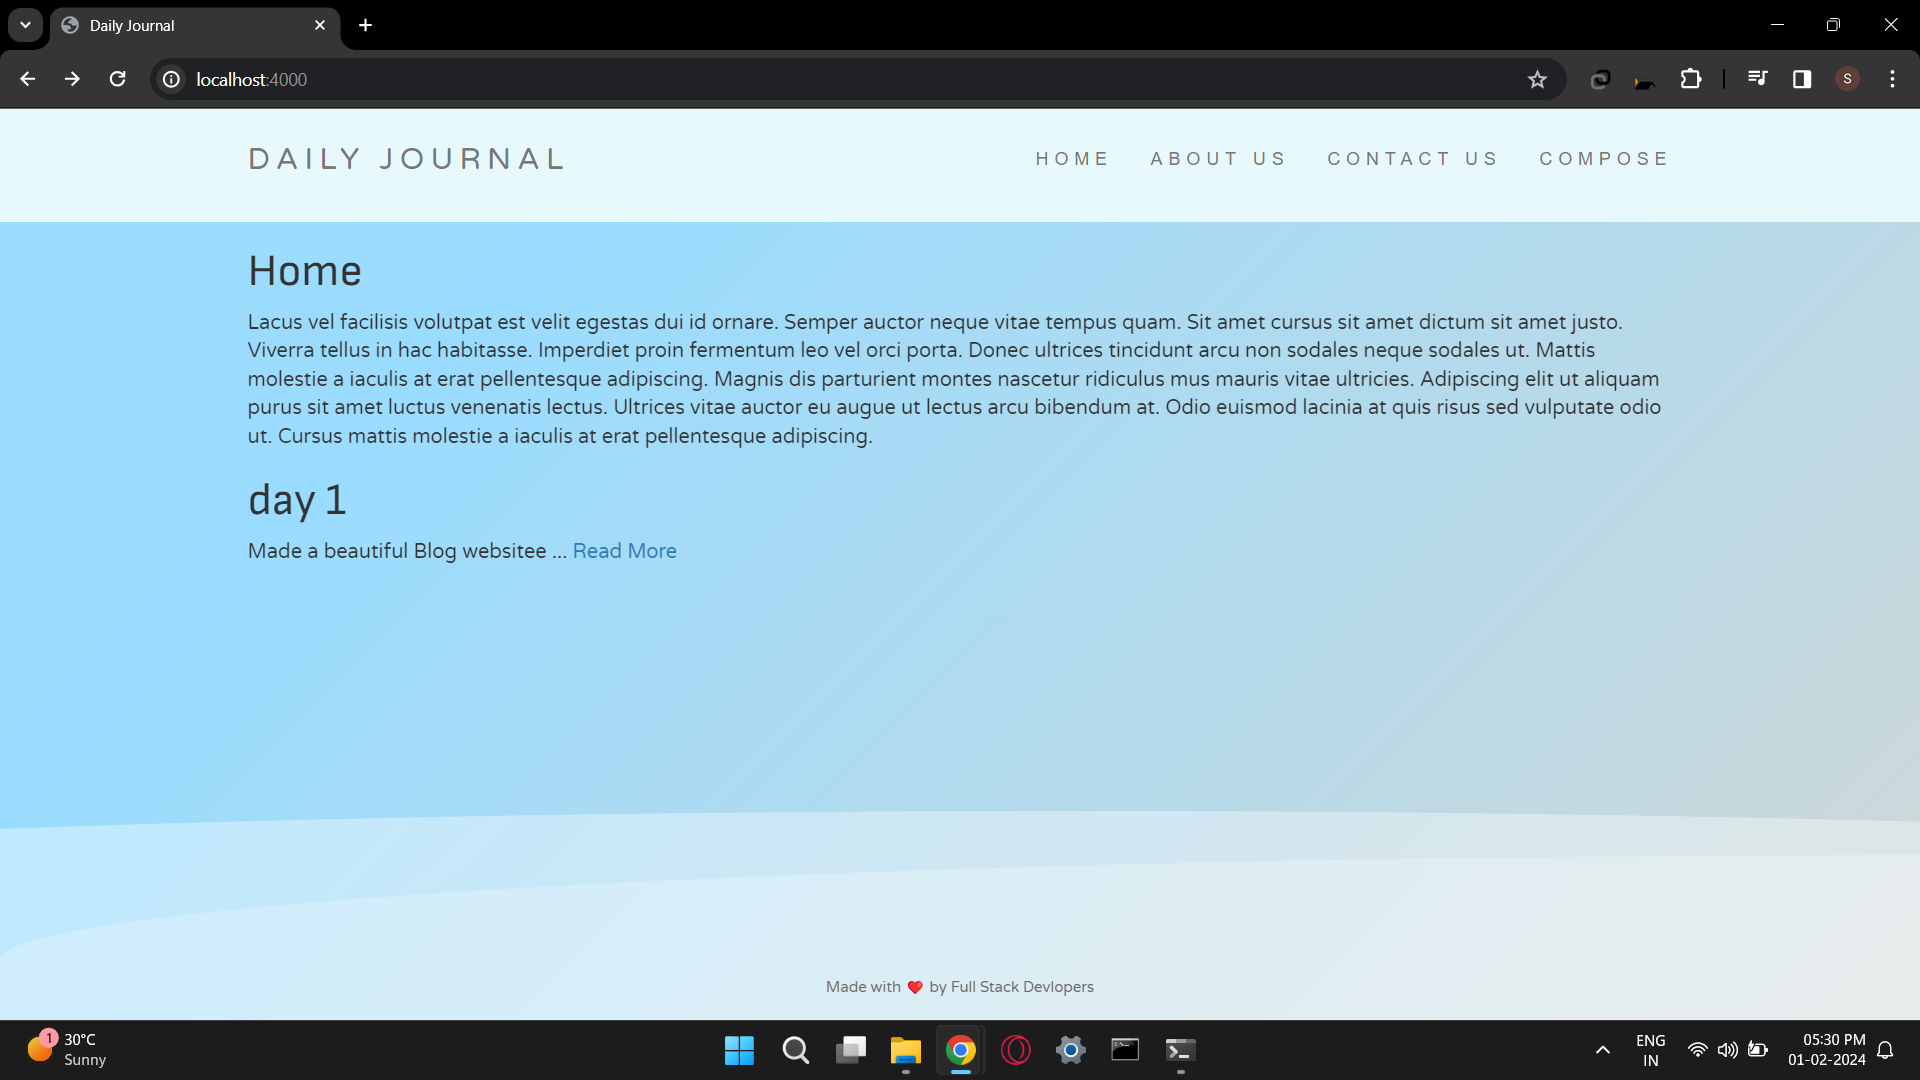 Daily Journal
localhost:4000
S
DAILY JOURNAL
HOME ABOUT US CONTACT US COMPOSE
Home
Lacus vel facilisis volutpat est velit egestas dui id ornare. Semper auctor neque vitae tempus quam. Sit amet cursus sit amet dictum sit amet justo.
Viverra tellus in hac habitasse. Imperdiet proin fermentum leo vel orci porta. Donec ultrices tincidunt arcu non sodales neque sodales ut. Mattis
molestie a iaculis at erat pellentesque adipiscing. Magnis dis parturient montes nascetur ridiculus mus mauris vitae ultricies. Adipiscing elit ut aliquam
purus sit amet luctus venenatis lectus. Ultrices vitae auctor eu augue ut lectus arcu bibendum at. Odio euismod lacinia at quis risus sed vulputate odio
ut. Cursus mattis molestie a iaculis at erat pellentesque adipiscing.
day 1
Made a beautiful Blog websitee ... Read More
Made with ❤️ by Full Stack Devlopers
1
30°C
Sunny
ENG
IN
05:30 PM
01-02-2024